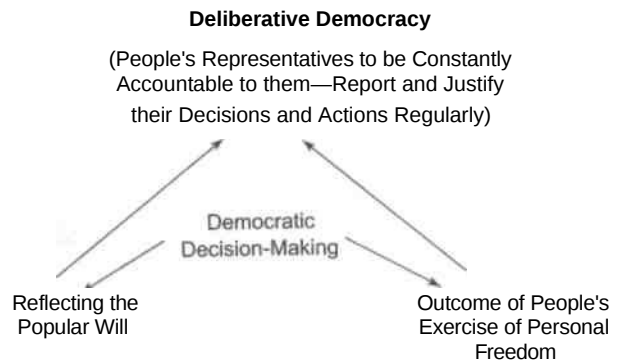 Deliberative Democracy
(People's Representatives to be Constantly
Accountable to them—Report and Justify
their Decisions and Actions Regularly)
Democratic
Decision-Making
Reflecting the
Popular Will
Outcome of People's
Exercise of Personal
Freedom